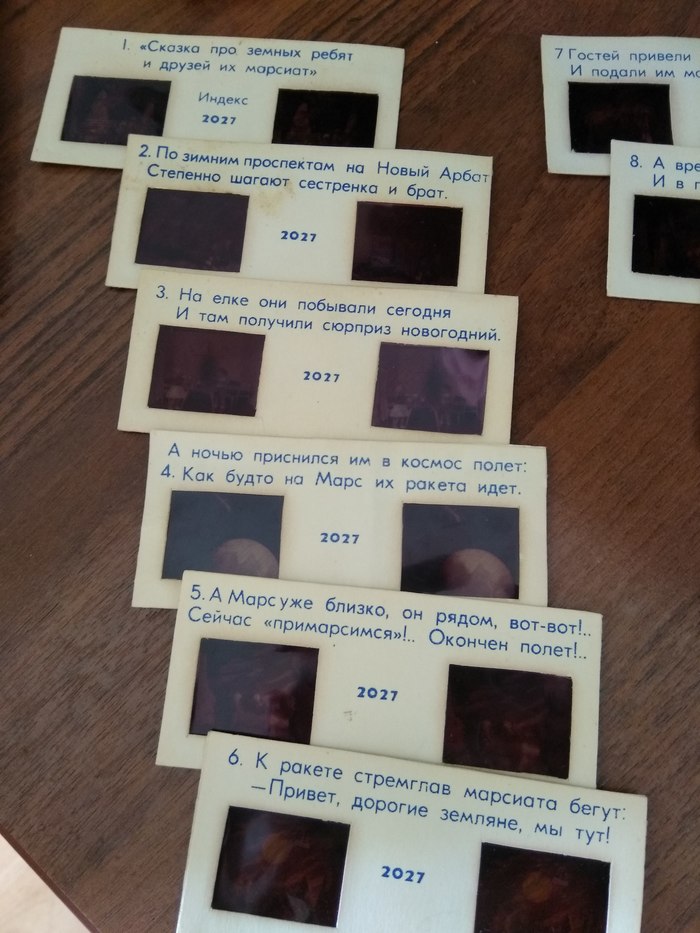 1. «Сказка про земных ребят
и друзей их марсиат»
Индекс
2027
2. По зимним проспектам на Новый Арбат
Степенно шагают сестренка и брат.
2027
3. На елке они побывали сегодня
И там получили сюрприз новогодний.
2027
А ночью приснился им в космос полет:
4. Как будто на Марс их ракета идет.
2027
5. А Марс уже близко, он рядом, вот-вот!..
Сейчас «примарсимся»!.. Окончен полет!..
2027
6. К ракете стремглав марсиата бегут:
—Привет, дорогие земляне, мы тут!
2027
7 Гостей привели
И подали им
8. А
И в